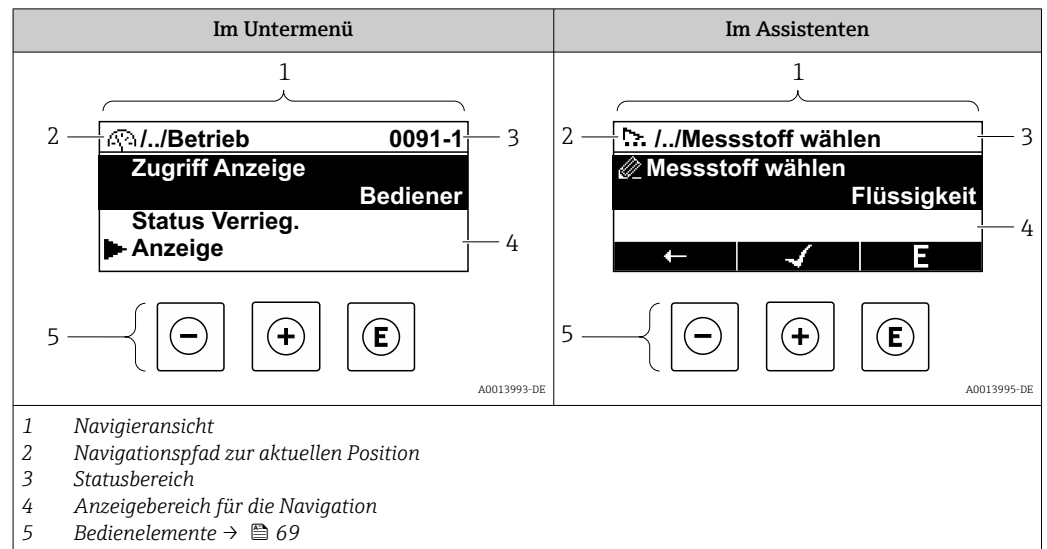 Im Untermenü
Im Assistenten
1
2
/../Betrieb 0091-1
3
Zugriff Anzeige
Bediener
Status Verrieg.
Anzeige
4
5
- + E
A0013993-DE
1
2
/../Messstoff wählen
3
Messstoff wählen
Flüssigkeit
4
← ✓ E
5
- + E
A0013995-DE
1 Navigieransicht
2 Navigationspfad zur aktuellen Position
3 Statusbereich
4 Anzeigebereich für die Navigation
5 Bedienelemente → 69